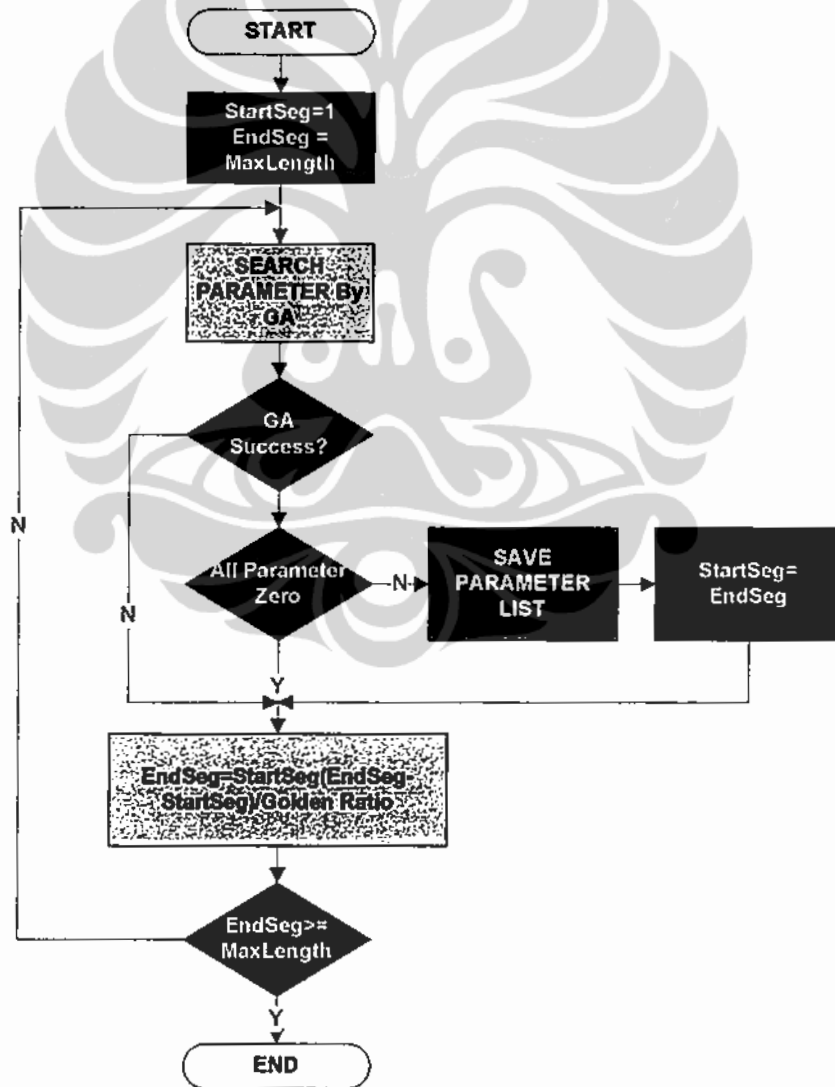 START
StartSeg=1
EndSeg =
MaxLength
SEARCH
PARAMETER By
GA
GA
Success?
N
All Parameter
Zero
N
SAVE
PARAMETER
LIST
StartSeg=
EndSeg
N
Y
EndSeg=StartSeg(EndSeg-
StartSeg)/Golden Ratio
EndSeg>=
MaxLength
Y
END